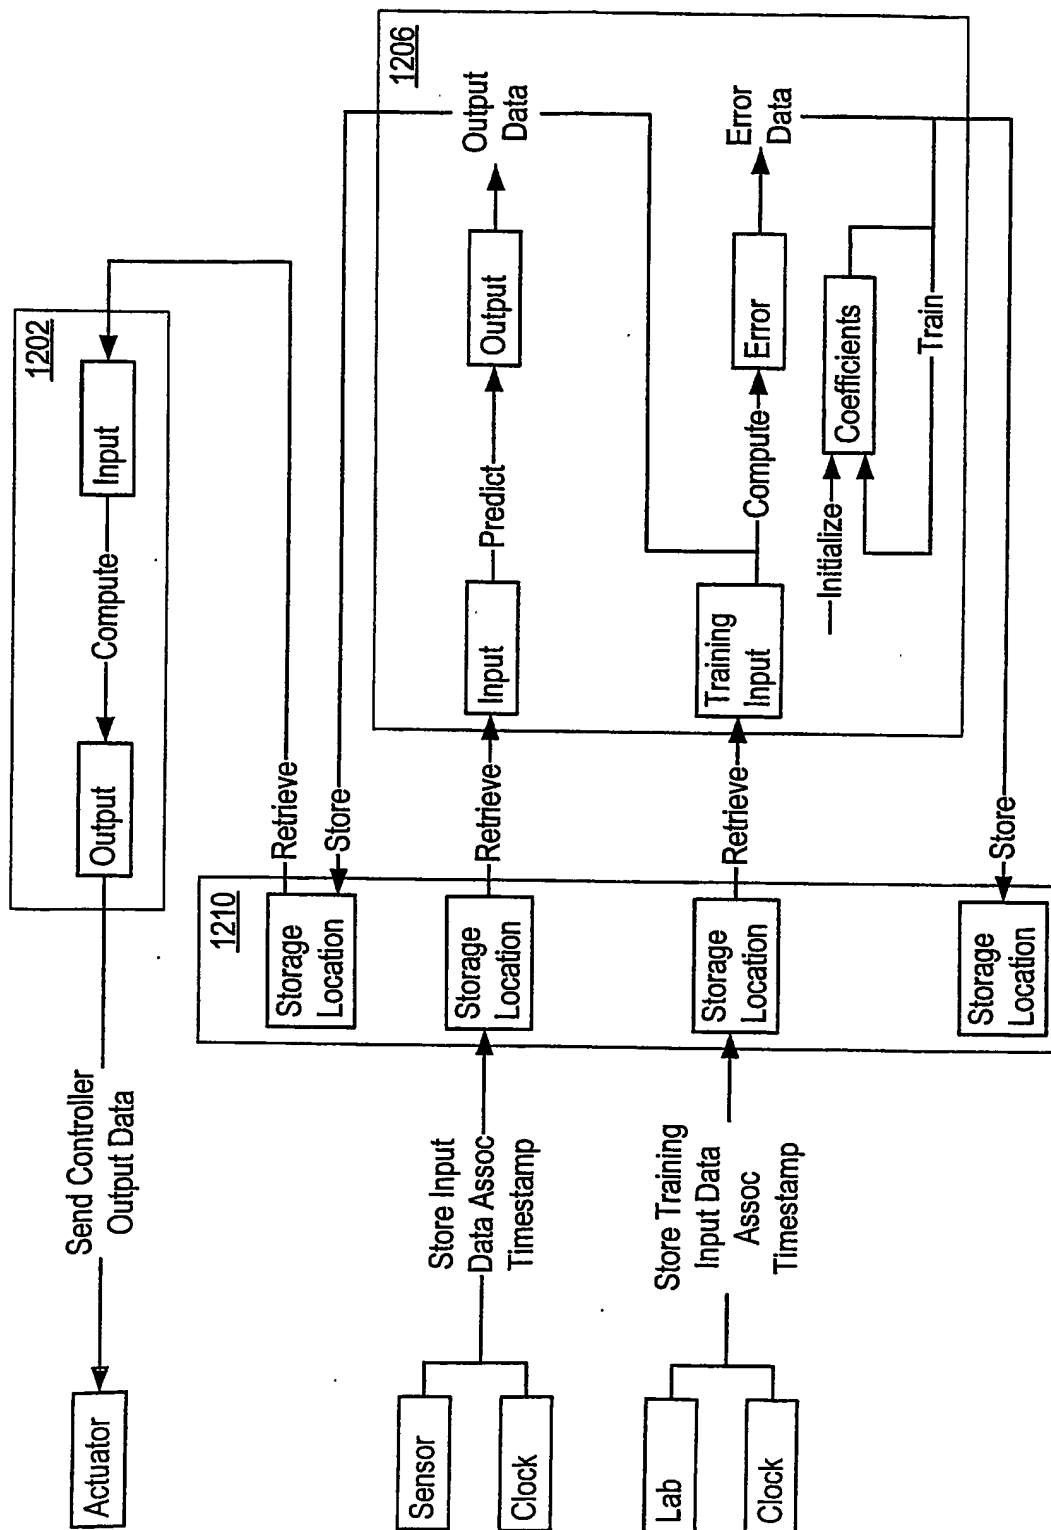 Actuator
Send Controller
Output Data
Output
Compute
Input
1202
1210
Storage
Location
Retrieve
Store
Sensor
Clock
Store Input
Data Assoc
Timestamp
Storage
Location
Retrieve
Input
Predict
Output
Output
Data
1206
Lab
Clock
Store Training
Input Data
Assoc
Timestamp
Storage
Location
Retrieve
Training
Input
Compute
Error
Error
Data
Initialize
Coefficients
Train
Storage
Location
Store